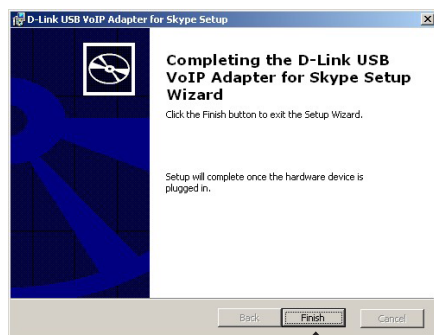 D-Link USB VoIP Adapter for Skype Setup
Completing the D-Link USB
VoIP Adapter for Skype Setup
Wizard
Click the Finish button to exit the Setup Wizard.
Setup will complete once the hardware device is
plugged in.
Back Finish Cancel